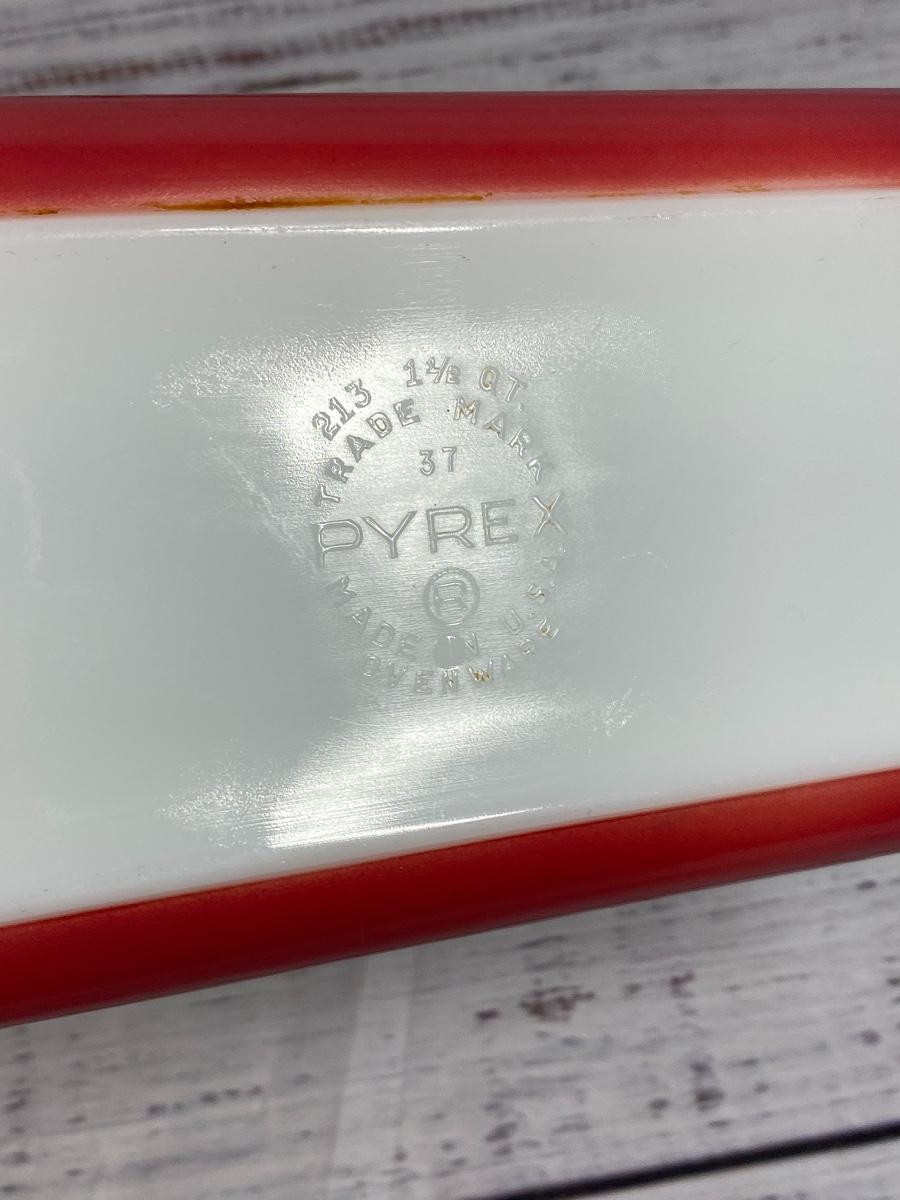 213 1½ QT.
TRADE MARK
37
PYREX
®
MADE IN U.S.A.
OVENWARE